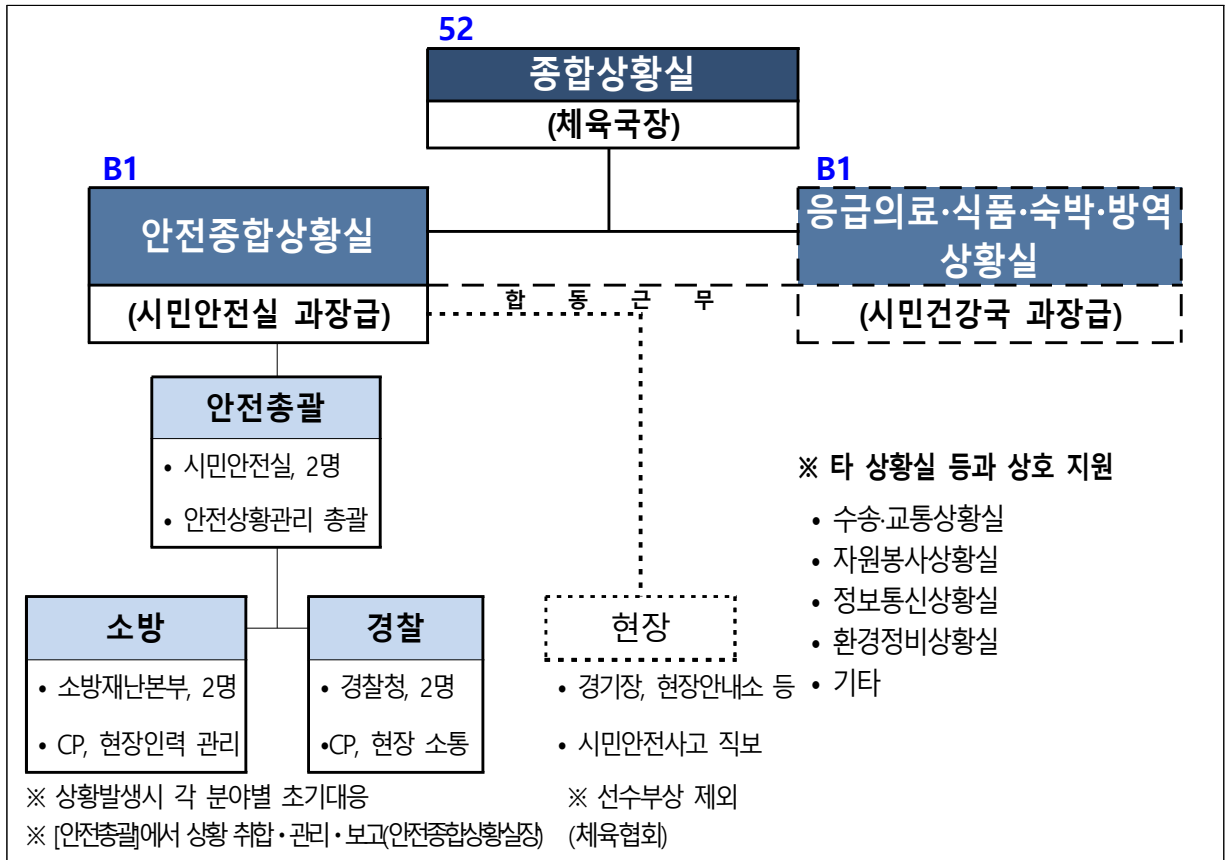 52
종합상황실
(체육국장)
B1
안전종합상황실
(시민안전실 과장급)
B1
응급의료·식품·숙박·방역
상황실
(시민건강국 과장급)
합 동 근 무
안전총괄
• 시민안전실, 2명
• 안전상황관리 총괄
소방
• 소방재난본부, 2명
• CP, 현장인력 관리
경찰
• 경찰청, 2명
•CP, 현장 소통
현장
• 경기장, 현장안내소 등
• 시민안전사고 직보
※ 선수부상 제외
(체육협회)
※ 타 상황실 등과 상호 지원
• 수송·교통상황실
• 자원봉사상황실
• 정보통신상황실
• 환경정비상황실
• 기타
※ 상황발생시 각 분야별 초기대응
※ [안전총괄]에서 상황 취합・관리・보고(안전종합상황실장)